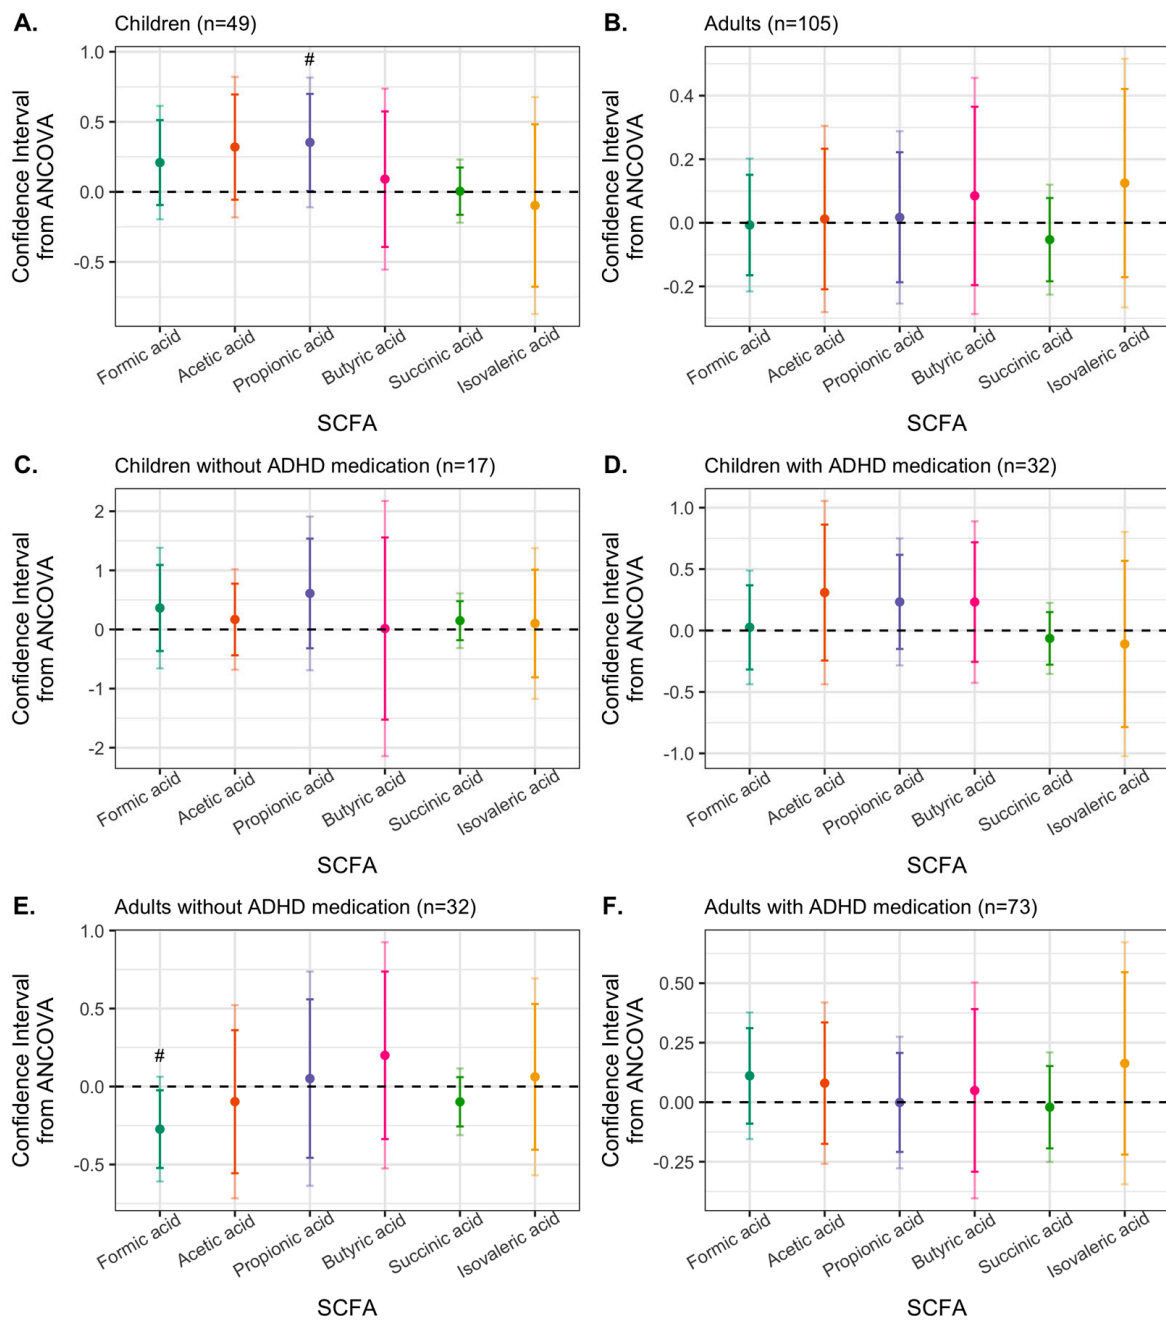 A. Children (n=49)
Confidence Interval
from ANCOVA
1.0
#
0.5
0.0
-0.5
Formic acid
Acetic acid
Propionic acid
Butyric acid
Succinic acid
Isovaleric acid
SCFA
B. Adults (n=105)
Confidence Interval
from ANCOVA
0.4
0.2
0.0
-0.2
Formic acid
Acetic acid
Propionic acid
Butyric acid
Succinic acid
Isovaleric acid
SCFA
C. Children without ADHD medication (n=17)
Confidence Interval
from ANCOVA
2
1
0
-1
-2
Formic acid
Acetic acid
Propionic acid
Butyric acid
Succinic acid
Isovaleric acid
SCFA
D. Children with ADHD medication (n=32)
Confidence Interval
from ANCOVA
1.0
0.5
0.0
-0.5
-1.0
Formic acid
Acetic acid
Propionic acid
Butyric acid
Succinic acid
Isovaleric acid
SCFA
E. Adults without ADHD medication (n=32)
Confidence Interval
from ANCOVA
1.0
0.5
#
0.0
-0.5
Formic acid
Acetic acid
Propionic acid
Butyric acid
Succinic acid
Isovaleric acid
SCFA
F. Adults with ADHD medication (n=73)
Confidence Interval
from ANCOVA
0.50
0.25
0.00
-0.25
Formic acid
Acetic acid
Propionic acid
Butyric acid
Succinic acid
Isovaleric acid
SCFA